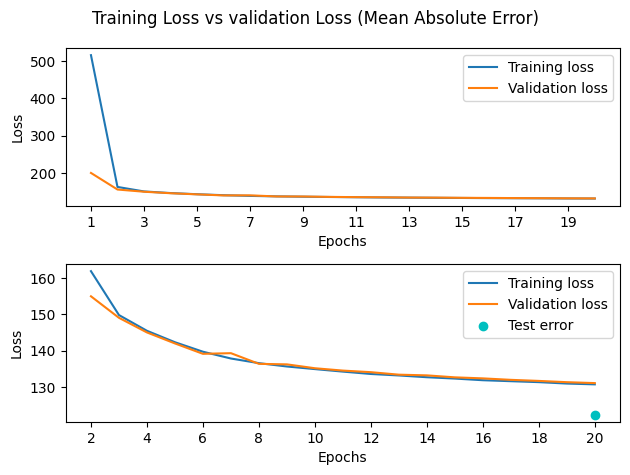 Training Loss vs validation Loss (Mean Absolute Error)
500
400
300
200
Loss
Training loss
Validation loss
1 3 5 7 9 11 13 15 17 19
Epochs
160
150
140
130
Loss
Training loss
Validation loss
Test error
2 4 6 8 10 12 14 16 18 20
Epochs